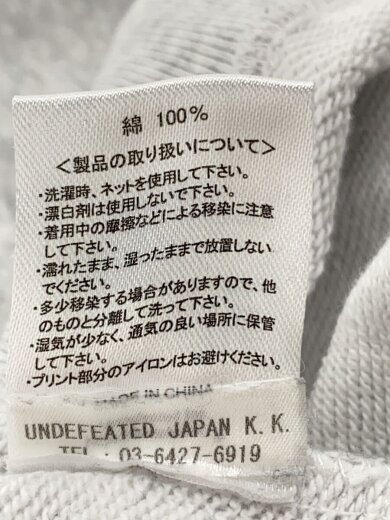 綿 100%
<製品の取り扱いについて>
・洗濯時、ネットを使用して下さい。
・漂白剤は使用しないで下さい。
・着用中の摩擦などによる移染に注意
して下さい。
・濡れたまま、湿ったままで放置しない
でください。
・多少移染する場合がありますので、他
のものと分離して洗って下さい。
・湿気が少なく、通気の良い場所に保管
して下さい。
・プリント部分のアイロンはお避けください。
MADE IN CHINA
UNDEFEATED JAPAN K.K.
TEL : 03-6427-6919